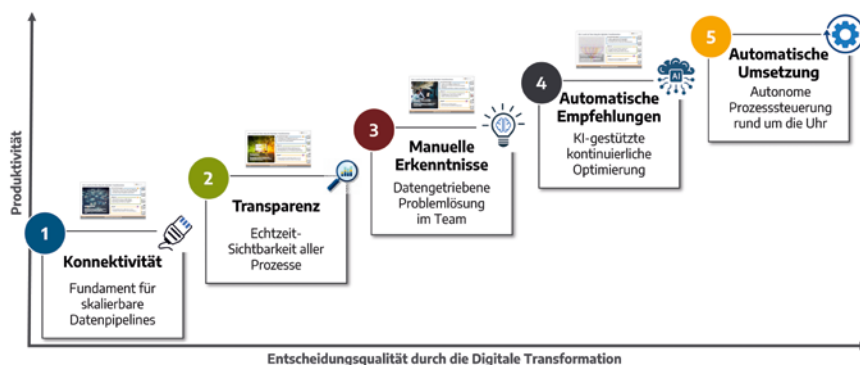 Produktivität
5
Automatische
Umsetzung
Autonome
Prozesssteuerung
rund um die Uhr
4
AI
Automatische
Empfehlungen
KI-gestützte
kontinuierliche
Optimierung
3
Manuelle
Erkenntnisse
Datengetriebene
Problemlösung
im Team
2
Transparenz
Echtzeit-
Sichtbarkeit aller
Prozesse
1
Konnektivität
Fundament für
skalierbare
Datenpipelines
Entscheidungsqualität durch die Digitale Transformation